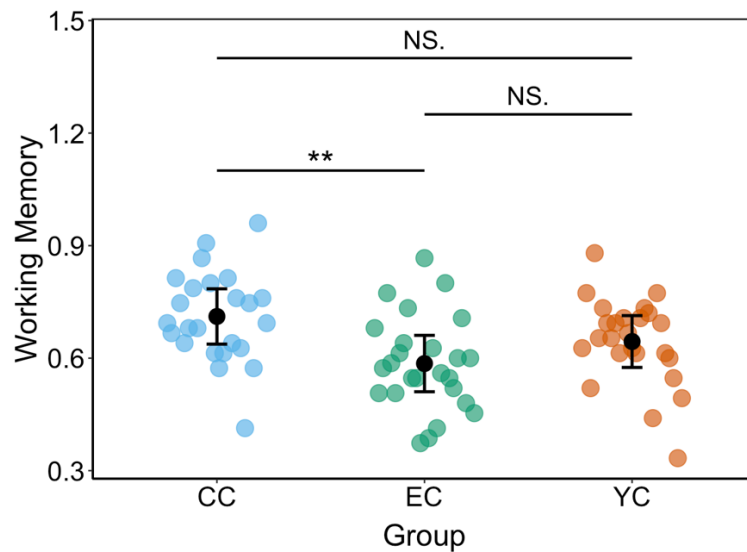 1.5
NS.
1.2
NS.
**
0.9
0.6
0.3
Working Memory
CC
EC
YC
Group